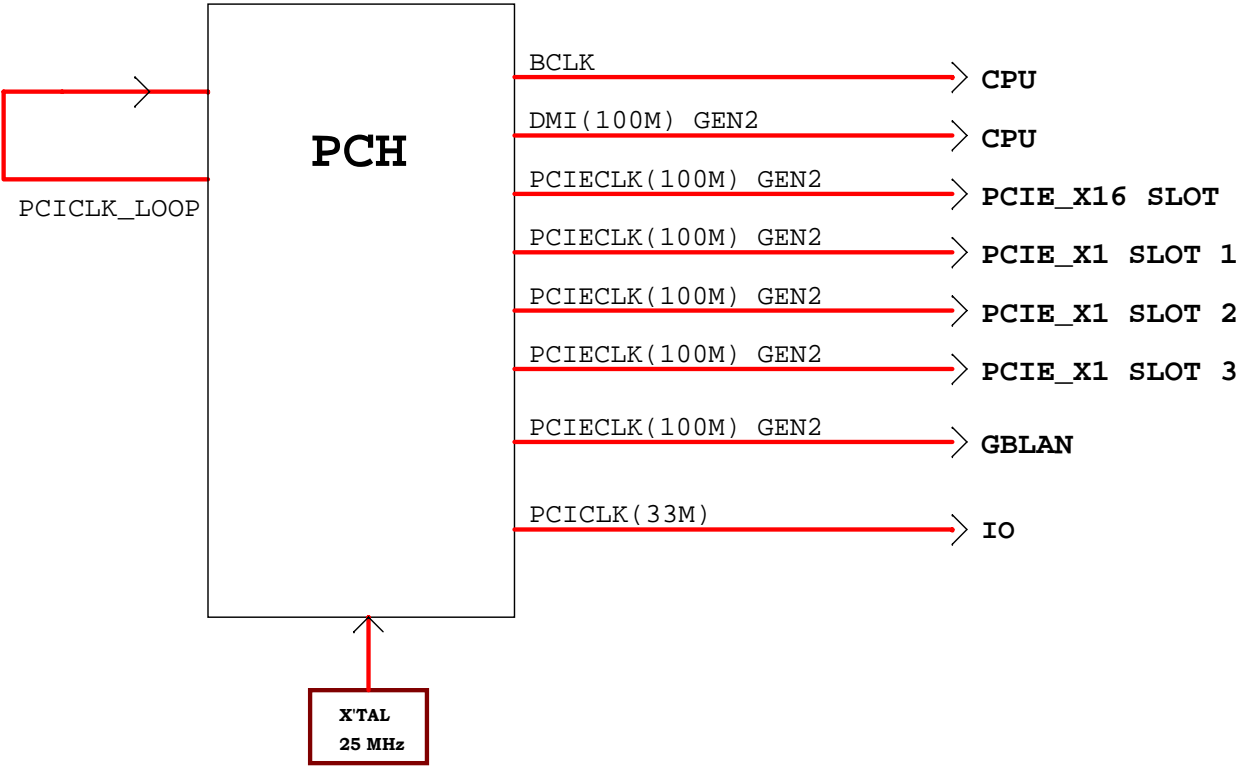 BCLK
CPU
DMI(100M) GEN2
CPU
PCH
PCIECLK(100M) GEN2
PCIE_X16 SLOT
PCICLK_LOOP
PCIECLK(100M) GEN2
PCIE_X1 SLOT 1
PCIECLK(100M) GEN2
PCIE_X1 SLOT 2
PCIECLK(100M) GEN2
PCIE_X1 SLOT 3
PCIECLK(100M) GEN2
GBLAN
PCICLK(33M)
IO
X'TAL
25 MHz